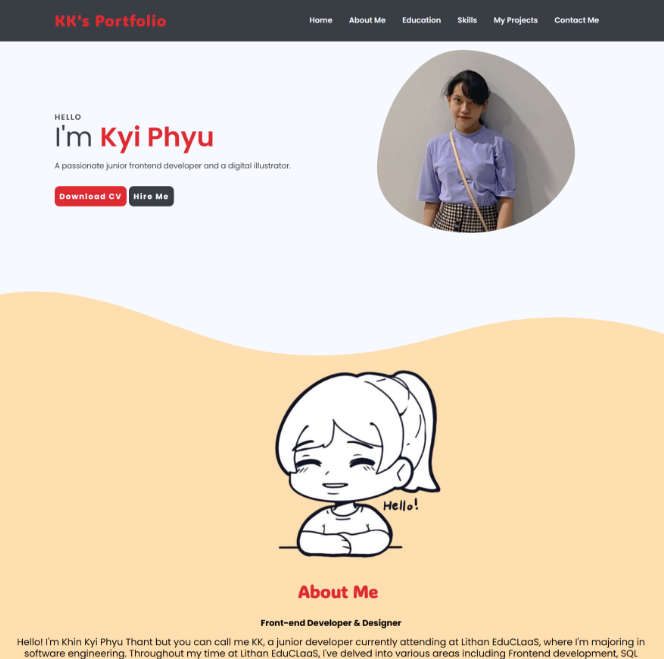 KK's Portfolio
Home About Me Education Skills My Projects Contact Me
HELLO
I'm Kyi Phyu
A passionate junior frontend developer and a digital illustrator.
Download CV Hire Me
Hello!
About Me
Front-end Developer & Designer
Hello! I'm Khin Kyi Phyu Thant but you can call me KK, a junior developer currently attending at Lithan EduCLaaS, where I'm majoring in
software engineering. Throughout my time at Lithan EduCLaaS, I've delved into various areas including Frontend development, SQL